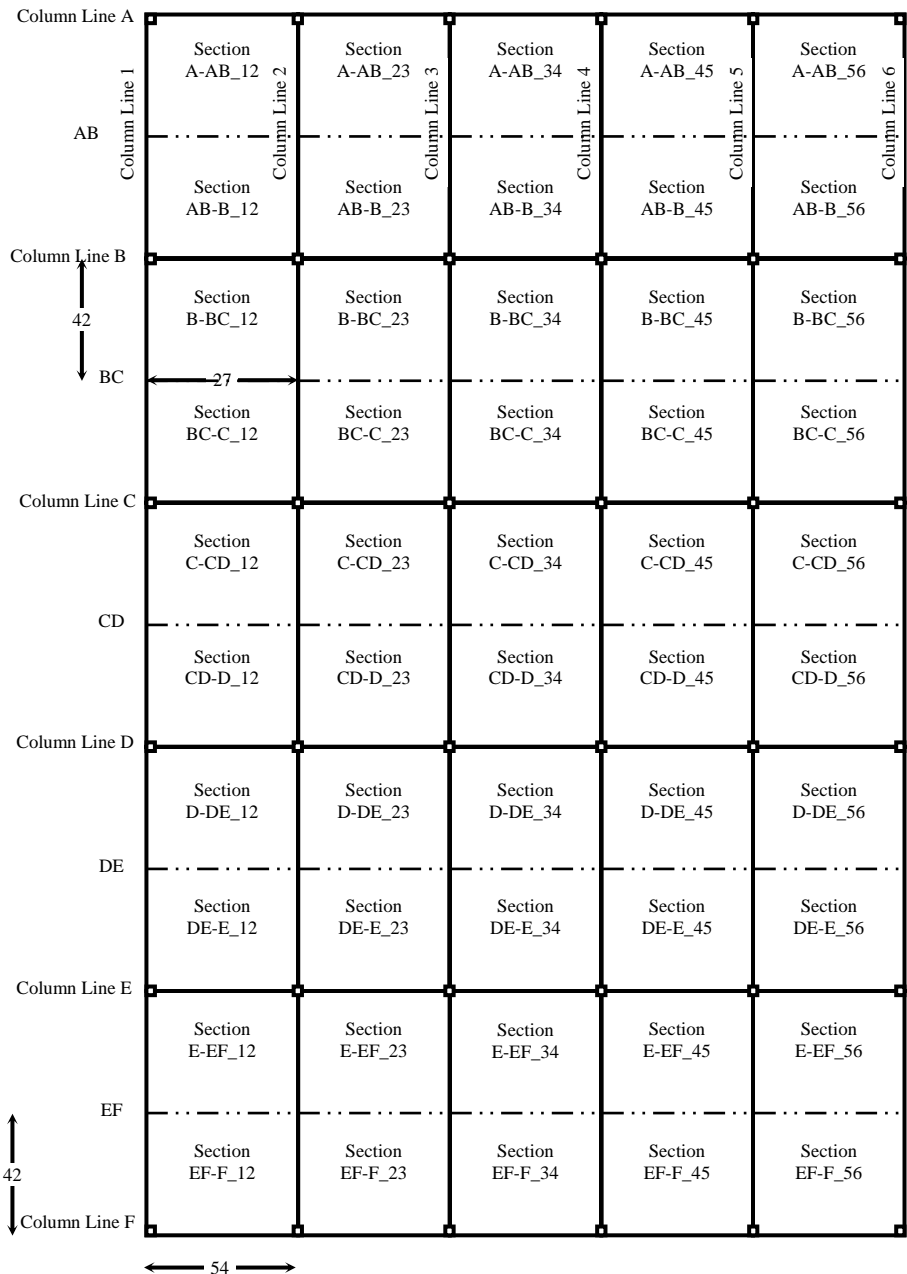 Column Line A
Column Line 1
Column Line 2
Column Line 3
Column Line 4
Column Line 5
Column Line 6
Section
A-AB_12
Section
A-AB_23
Section
A-AB_34
Section
A-AB_45
Section
A-AB_56
AB
Section
AB-B_12
Section
AB-B_23
Section
AB-B_34
Section
AB-B_45
Section
AB-B_56
Column Line B
42
Section
B-BC_12
Section
B-BC_23
Section
B-BC_34
Section
B-BC_45
Section
B-BC_56
BC
27
Section
BC-C_12
Section
BC-C_23
Section
BC-C_34
Section
BC-C_45
Section
BC-C_56
Column Line C
Section
C-CD_12
Section
C-CD_23
Section
C-CD_34
Section
C-CD_45
Section
C-CD_56
CD
Section
CD-D_12
Section
CD-D_23
Section
CD-D_34
Section
CD-D_45
Section
CD-D_56
Column Line D
Section
D-DE_12
Section
D-DE_23
Section
D-DE_34
Section
D-DE_45
Section
D-DE_56
DE
Section
DE-E_12
Section
DE-E_23
Section
DE-E_34
Section
DE-E_45
Section
DE-E_56
Column Line E
Section
E-EF_12
Section
E-EF_23
Section
E-EF_34
Section
E-EF_45
Section
E-EF_56
EF
42
Section
EF-F_12
Section
EF-F_23
Section
EF-F_34
Section
EF-F_45
Section
EF-F_56
Column Line F
54